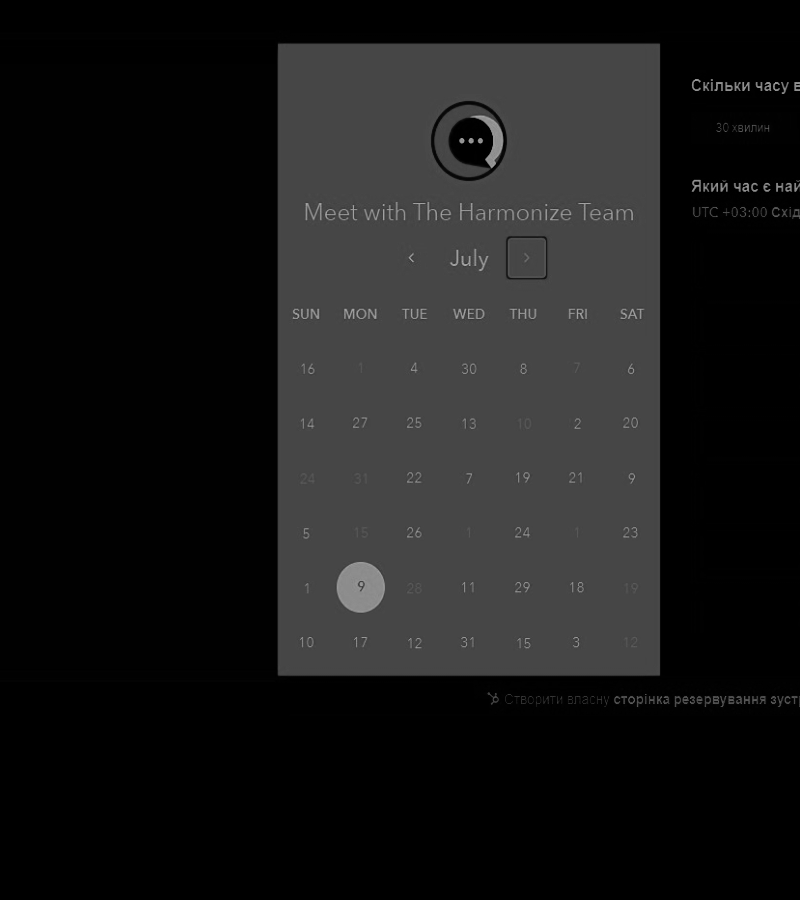 Скільки часу
30 хвилин
Meet with The Harmonize Team
Який час є
UTC +03:00
July
SUN MON TUE WED THU FRI SAT
16 1 4 30 8 7 6
14 27 25 13 10 2 20
24 31 22 7 19 21 9
5 15 26 1 24 1 23
1 9 28 11 29 18 19
10 17 12 31 15 3 12
Створити власну сторінка резервування